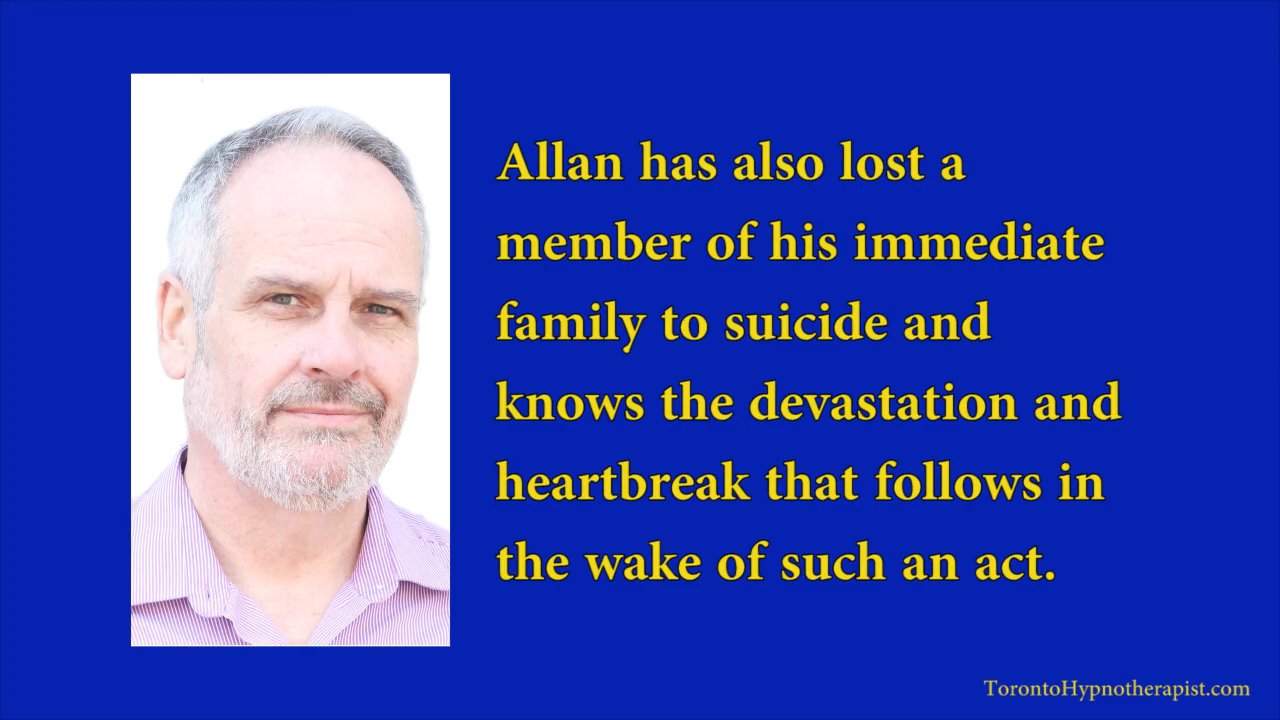 Allan has also lost a
member of his immediate
family to suicide and
knows the devastation and
heartbreak that follows in
the wake of such an act.
TorontoHypnotherapist.com